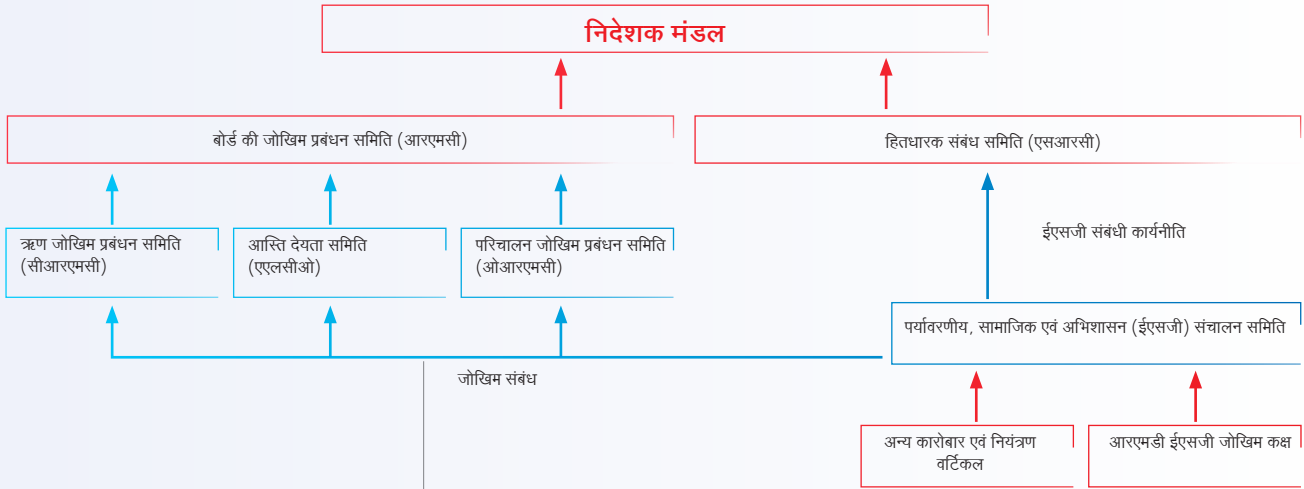 निदेशक मंडल
बोर्ड की जोखिम प्रबंधन समिति (आरएमसी)
हितधारक संबंध समिति (एसआरसी)
ऋण जोखिम प्रबंधन समिति
(सीआरएमसी)
आस्ति देयता समिति
(एएलसीओ)
परिचालन जोखिम प्रबंधन समिति
(ओआरएमसी)
ईएसजी संबंधी कार्यनीति
पर्यावरणीय, सामाजिक एवं अभिशासन (ईएसजी) संचालन समिति
जोखिम संबंध
अन्य कारोबार एवं नियंत्रण
वर्टिकल
आरएमडी ईएसजी जोखिम कक्ष